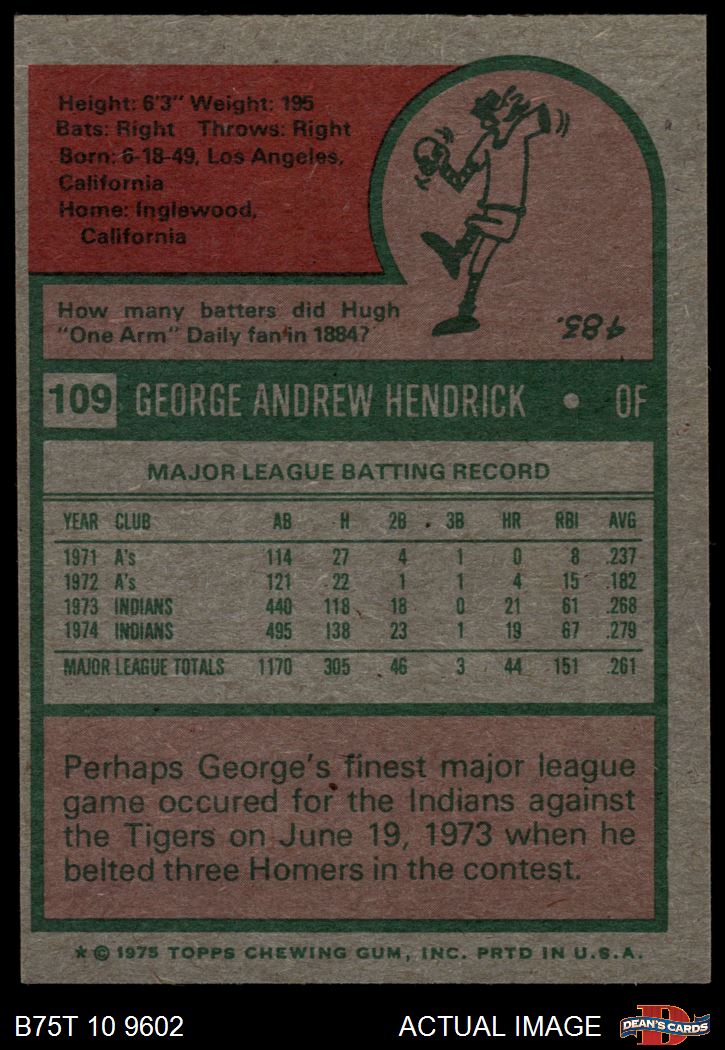 Height: 6'3" Weight: 195
Bats: Right Throws: Right
Born: 6-18-49, Los Angeles,
California
Home: Inglewood,
California
How many batters did Hugh
"One Arm" Daily fan in 1884?
483.
109 GEORGE ANDREW HENDRICK • OF
MAJOR LEAGUE BATTING RECORD
YEAR CLUB AB H 2B 3B HR RBI AVG
1971 A's 114 27 4 1 0 8 .237
1972 A's 121 22 1 1 4 15 .182
1973 INDIANS 440 118 18 0 21 61 .268
1974 INDIANS 495 138 23 1 19 67 .279
MAJOR LEAGUE TOTALS 1170 305 46 3 44 151 .261
Perhaps George's finest major league
game occured for the Indians against
the Tigers on June 19, 1973 when he
belted three Homers in the contest.
* © 1975 TOPPS CHEWING GUM, INC. PRTD IN U.S.A.
B75T 10 9602 ACTUAL IMAGE D DEAN'S CARDS